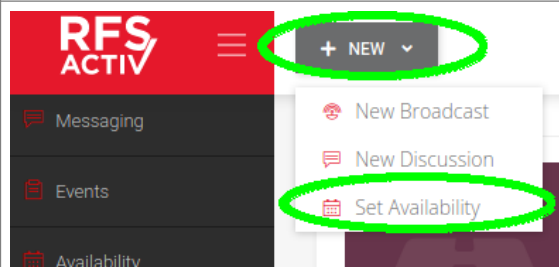 RFS
ACTIV
+ NEW
New Broadcast
Messaging
New Discussion
Events
Set Availability
Availability